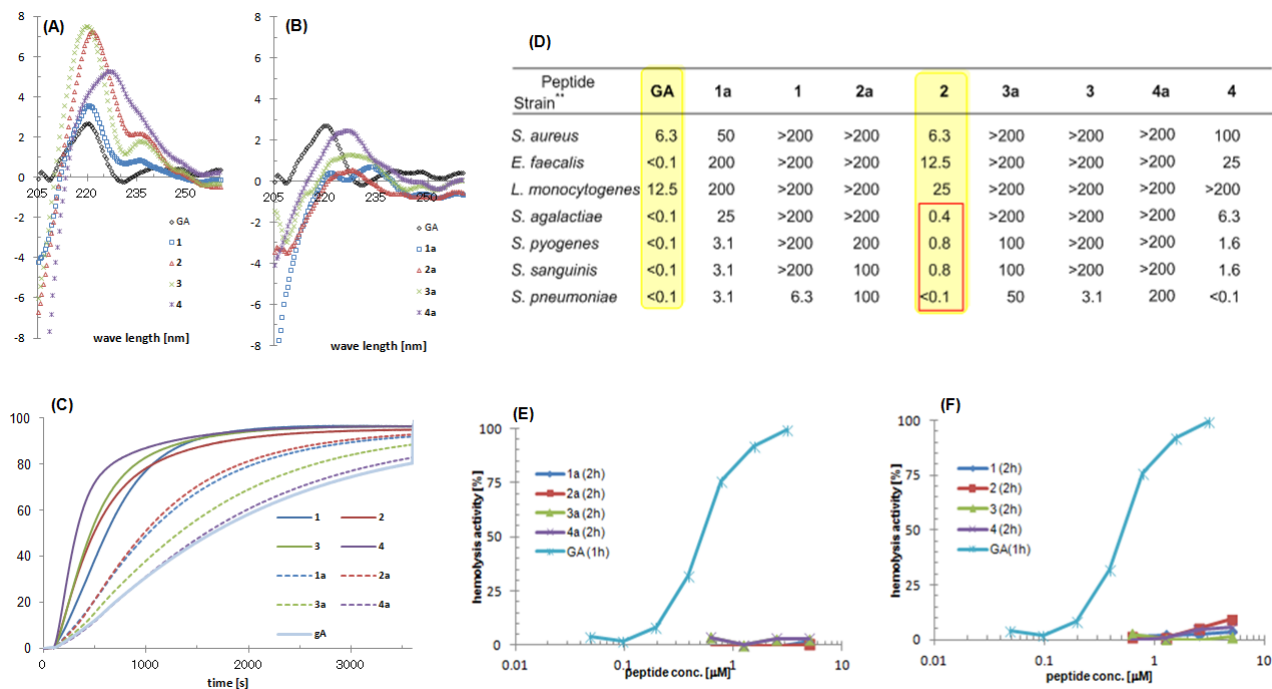 (A)
8
6
4
2
0
-2
-4
-6
-8
205
220
235
250
GA
1
2
3
4
wave length [nm]
(B)
8
6
4
2
0
-2
-4
-6
-8
205
220
235
250
GA
1a
2a
3a
4a
wave length [nm]
(D)
Peptide
Strain** GA 1a 1 2a 2 3a 3 4a 4
S. aureus 6.3 50 >200 >200 6.3 >200 >200 >200 100
E. faecalis <0.1 200 >200 >200 12.5 >200 >200 >200 25
L. monocytogenes 12.5 200 >200 >200 25 >200 >200 >200 >200
S. agalactiae <0.1 25 >200 >200 0.4 >200 >200 >200 6.3
S. pyogenes <0.1 3.1 >200 200 0.8 100 >200 >200 1.6
S. sanguinis <0.1 3.1 >200 100 0.8 100 >200 >200 1.6
S. pneumoniae <0.1 3.1 6.3 100 <0.1 50 3.1 200 <0.1
(C)
100
80
60
40
20
0
0 1000 2000 3000
1 2
3 4
1a 2a
3a 4a
gA
time [s]
(E)
hemolysis activity [%]
100
75
50
25
0
0.01 0.1 1 10
1a (2h)
2a (2h)
3a (2h)
4a (2h)
GA (1h)
peptide conc. [µM]
(F)
hemolysis activity [%]
100
75
50
25
0
0.01 0.1 1 10
1 (2h)
2 (2h)
3 (2h)
4 (2h)
GA(1h)
peptide conc. [µM]